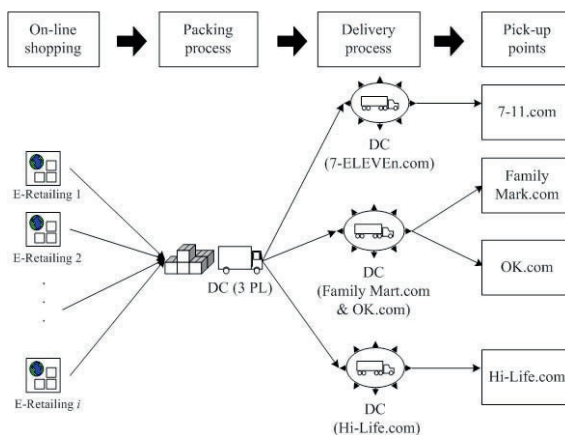 On-line
shopping
Packing
process
Delivery
process
Pick-up
points
E-Retailing 1
E-Retailing 2
.
.
.
E-Retailing i
DC (3 PL)
DC
(7-ELEVEn.com)
DC
(Family Mart.com
& OK.com)
DC
(Hi-Life.com)
7-11.com
Family
Mark.com
OK.com
Hi-Life.com